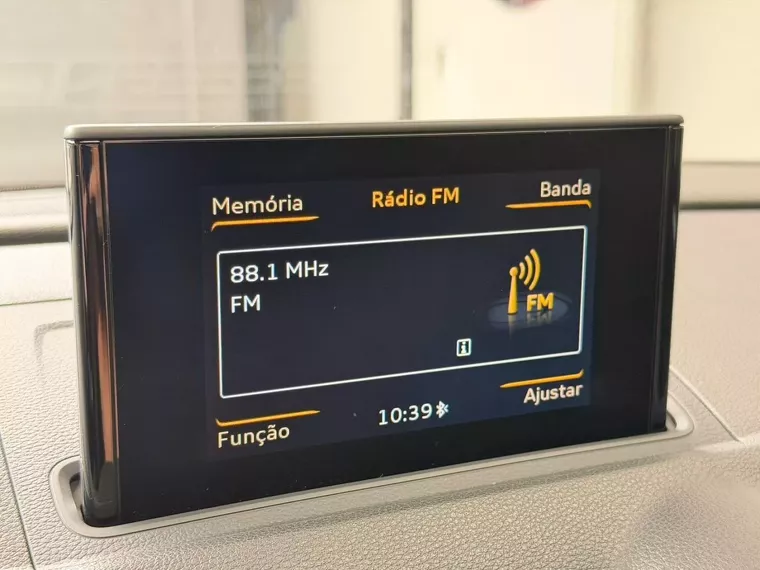 Memória
Rádio FM
Banda
88.1 MHz
FM
FM
i
Função
10:39
Ajustar